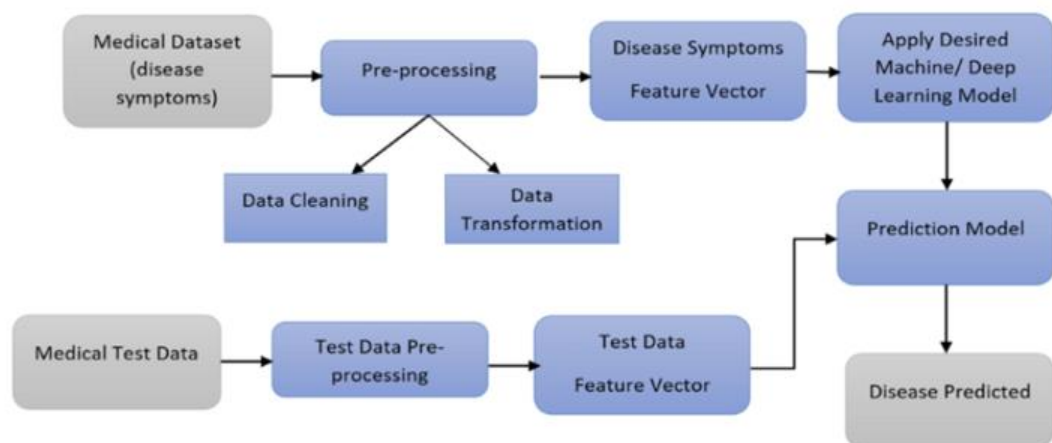 Medical Dataset
(disease
symptoms)
Pre-processing
Disease Symptoms
Feature Vector
Apply Desired
Machine/ Deep
Learning Model
Data Cleaning
Data
Transformation
Prediction Model
Medical Test Data
Test Data Pre-
processing
Test Data
Feature Vector
Disease Predicted